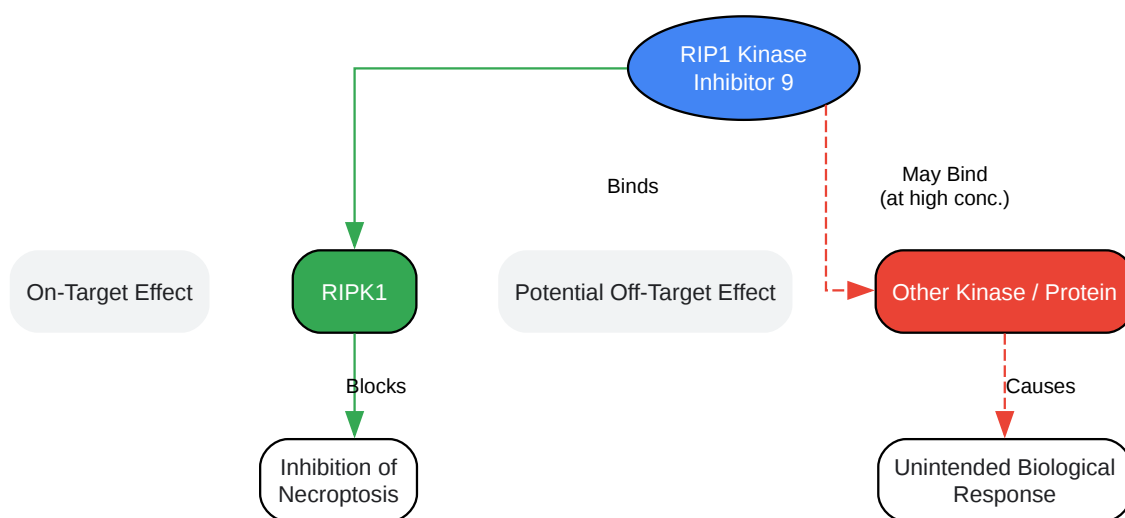 RIP1 Kinase
Inhibitor 9
Binds
May Bind
(at high conc.)
On-Target Effect
RIPK1
Potential Off-Target Effect
Other Kinase / Protein
Blocks
Causes
Inhibition of
Necroptosis
Unintended Biological
Response